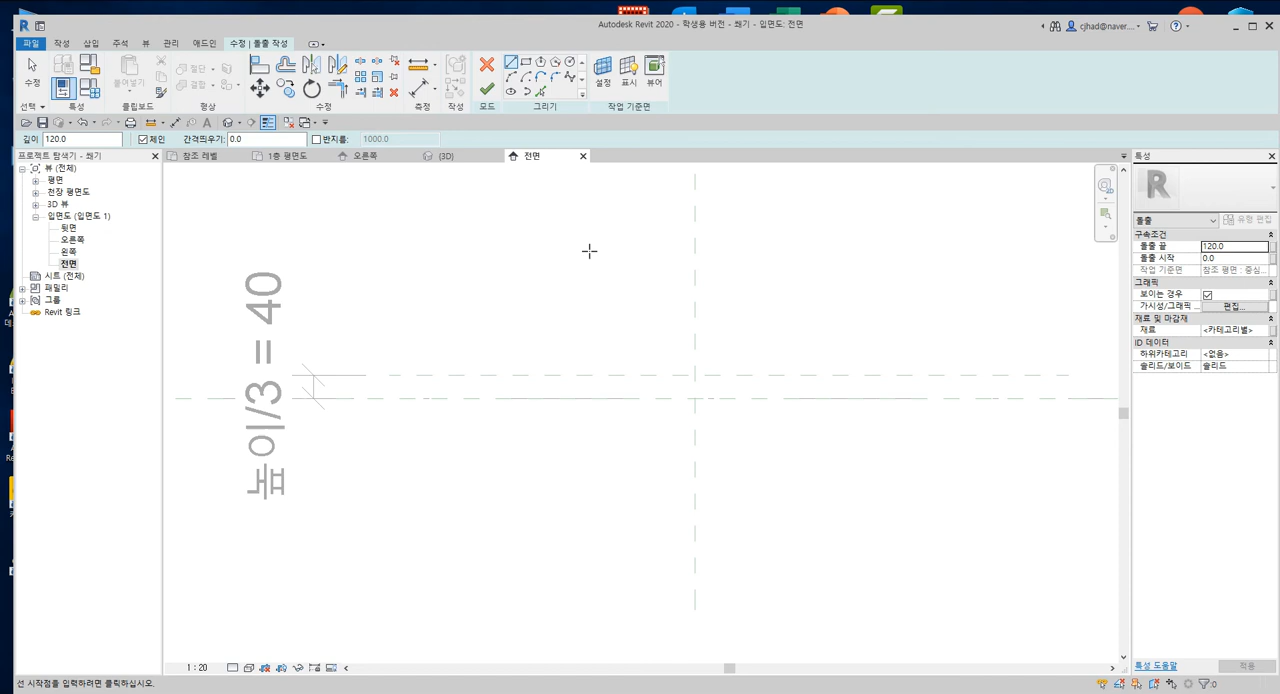 Autodesk Revit 2020 - 학생용 버전 - 쐐기 - 입면도: 전면
cjhad@naver....
파일 작성 삽입 주석 뷰 관리 애드인 수정 | 돌출 작성
수정 붙여넣기 절단 결합
선택 특성 클립보드 형상 수정 측정 작성 모드 그리기 설정 표시 뷰어 작업 기준면
깊이 120.0 체인 간격띄우기: 0.0 반지름: 1000.0
프로젝트 탐색기 - 쐐기
참조 레벨 1층 평면도 오른쪽 (3D) 전면
뷰 (전체)
평면
천장 평면도
3D 뷰
입면도 (입면도 1)
뒷면
오른쪽
왼쪽
전면
시트 (전체)
패밀리
그룹
Revit 링크
높이/3 = 40
특성
돌출 유형 편집
구속조건
돌출 끝 120.0
돌출 시작 0.0
작업 기준면 참조 평면 : 중심...
그래픽
보이는 경우
가시성/그래픽 ... 편집...
재료 및 마감재
재료 <카테고리별>
ID 데이터
하위카테고리 <없음>
솔리드/보이드 솔리드
특성 도움말 적용
1 : 20
선 시작점을 입력하려면 클릭하십시오.
:0